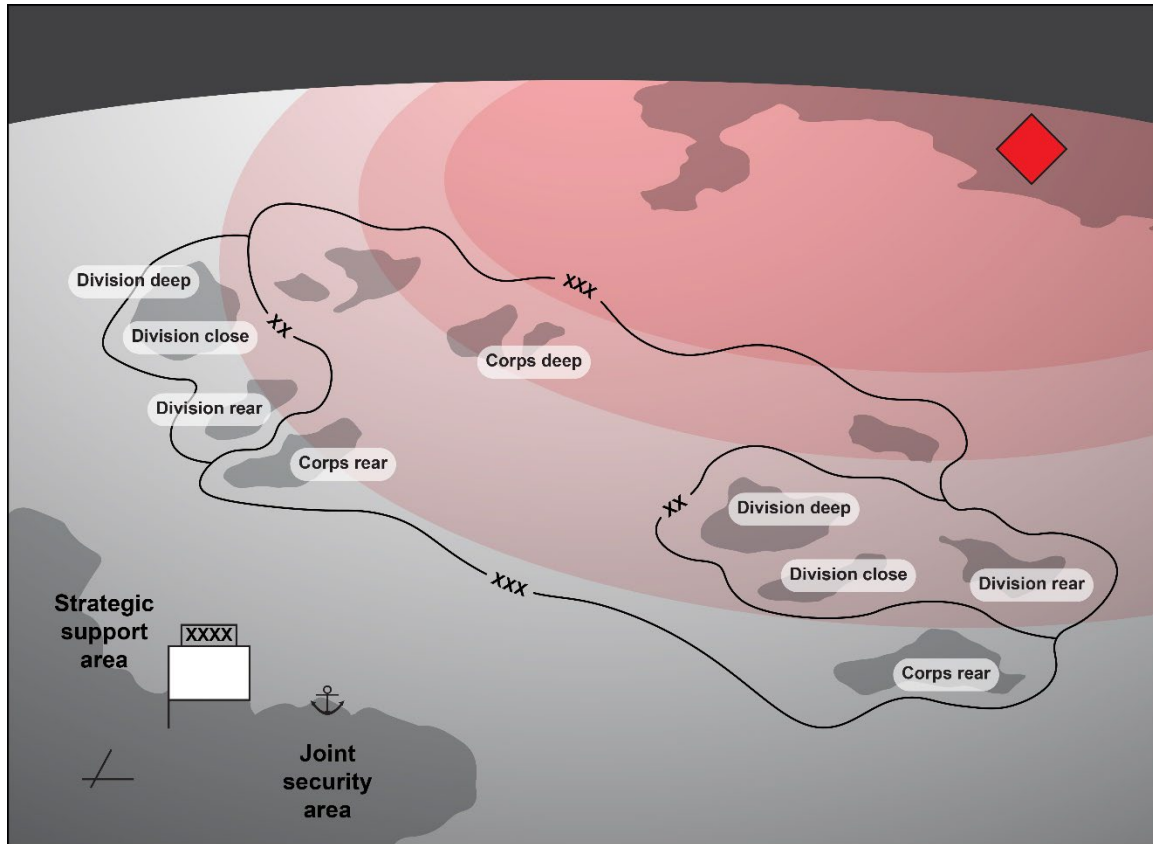 Division deep
XXX
Division close
XX
Corps deep
Division rear
Corps rear
XX
Division deep
Division close
Division rear
XXX
Strategic
support
area
XXXX
Corps rear
Joint
security
area